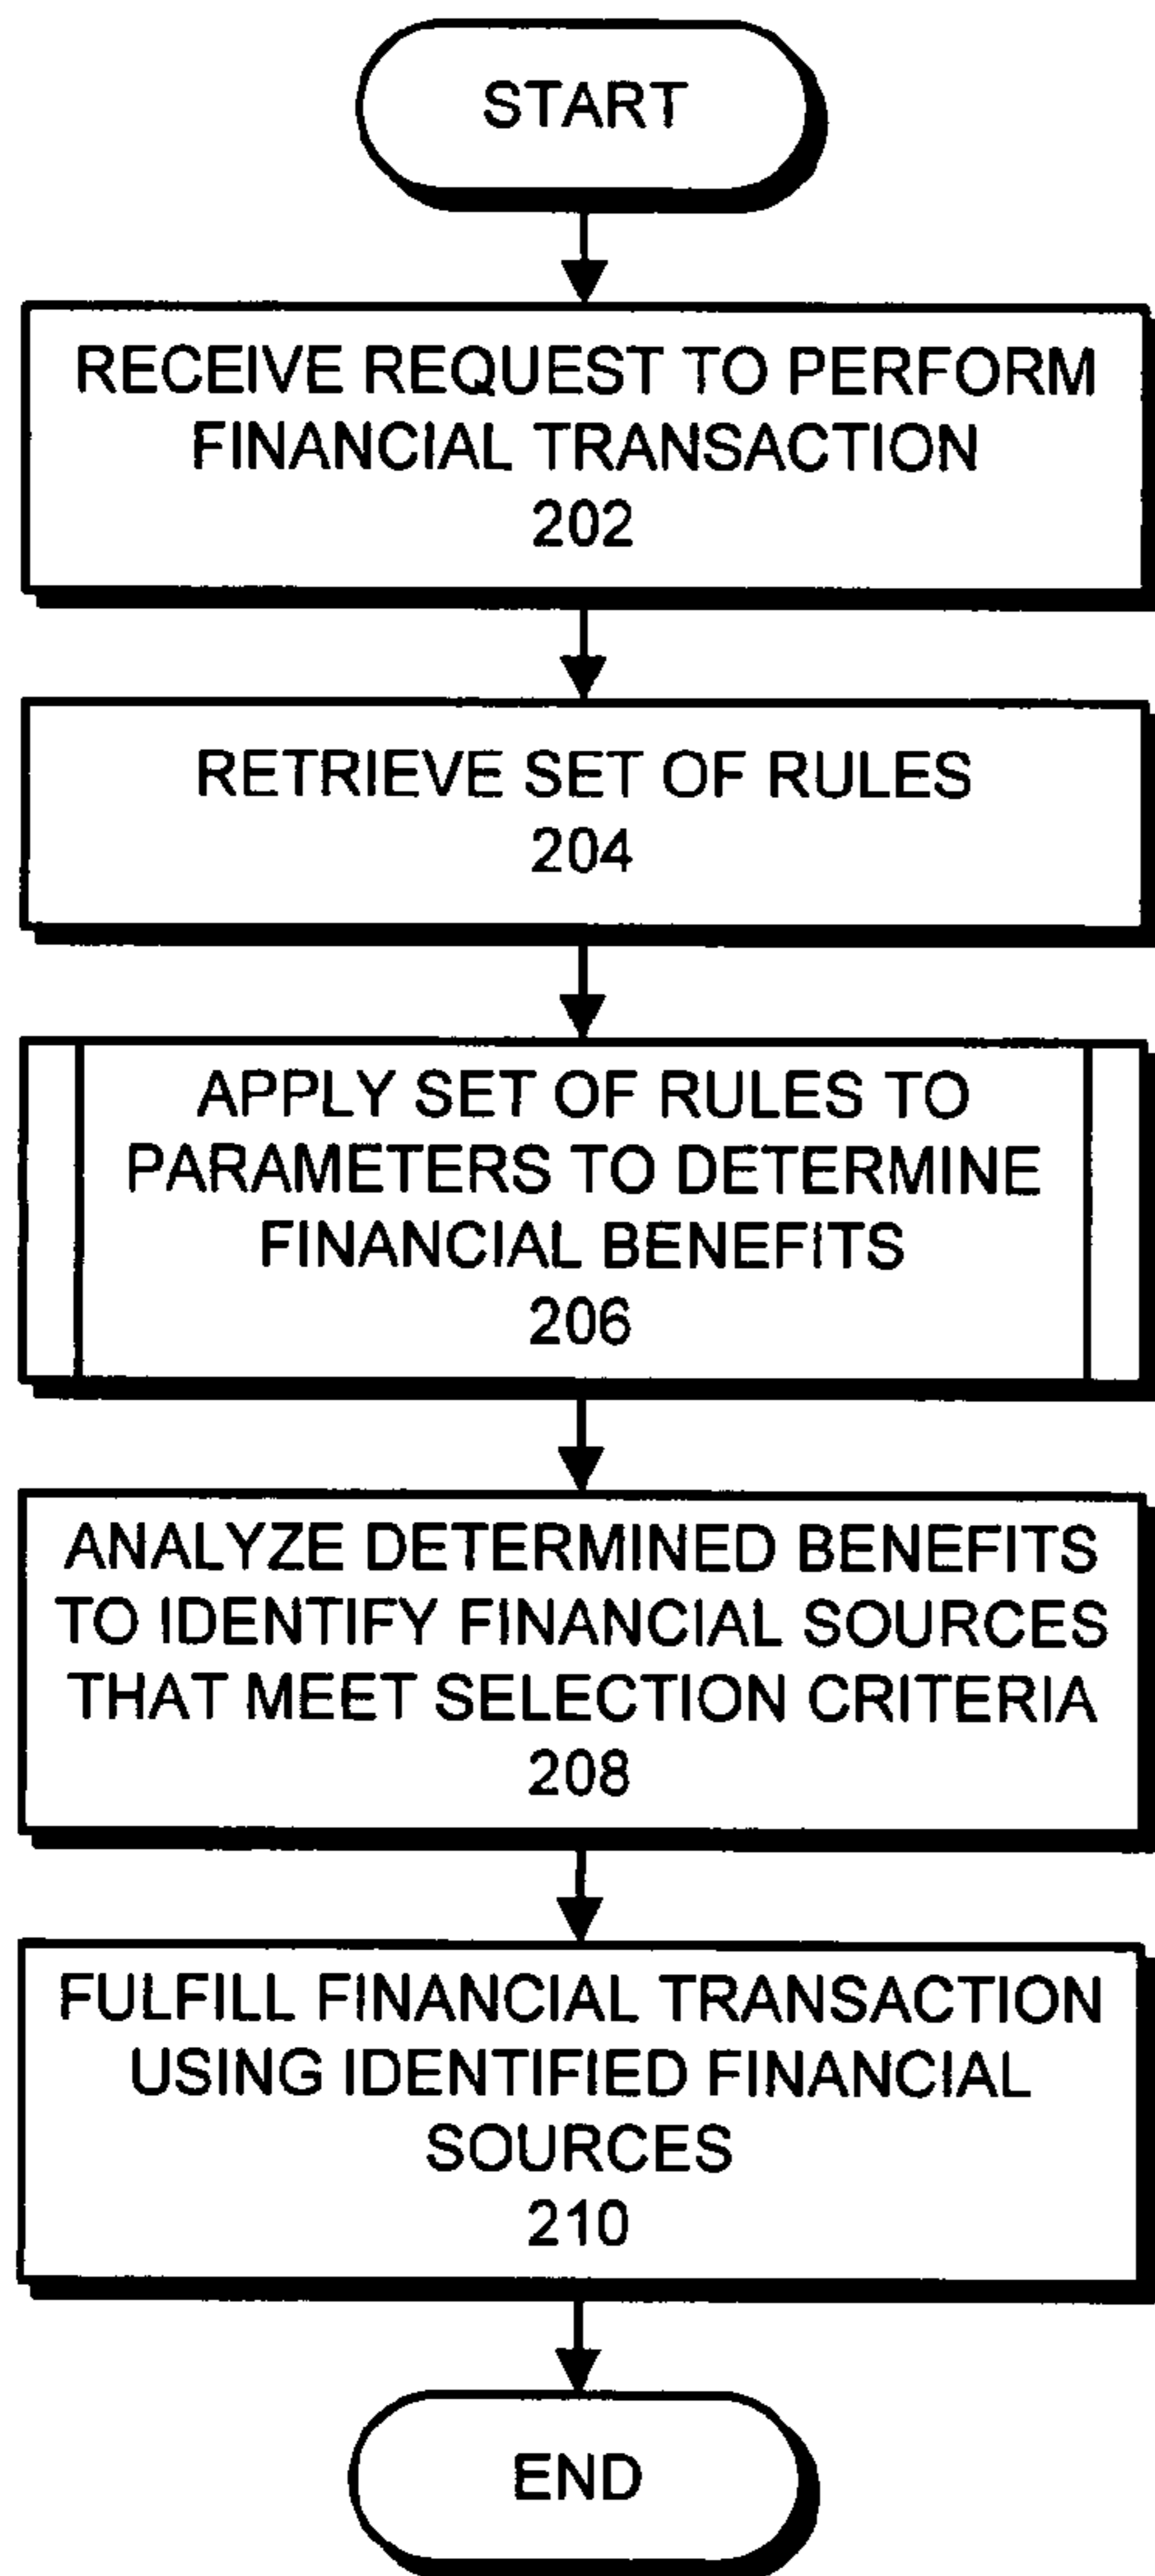 START
RECEIVE REQUEST TO PERFORM
FINANCIAL TRANSACTION
202
RETRIEVE SET OF RULES
204
APPLY SET OF RULES TO
PARAMETERS TO DETERMINE
FINANCIAL BENEFITS
206
ANALYZE DETERMINED BENEFITS
TO IDENTIFY FINANCIAL SOURCES
THAT MEET SELECTION CRITERIA
208
FULFILL FINANCIAL TRANSACTION
USING IDENTIFIED FINANCIAL
SOURCES
210
END